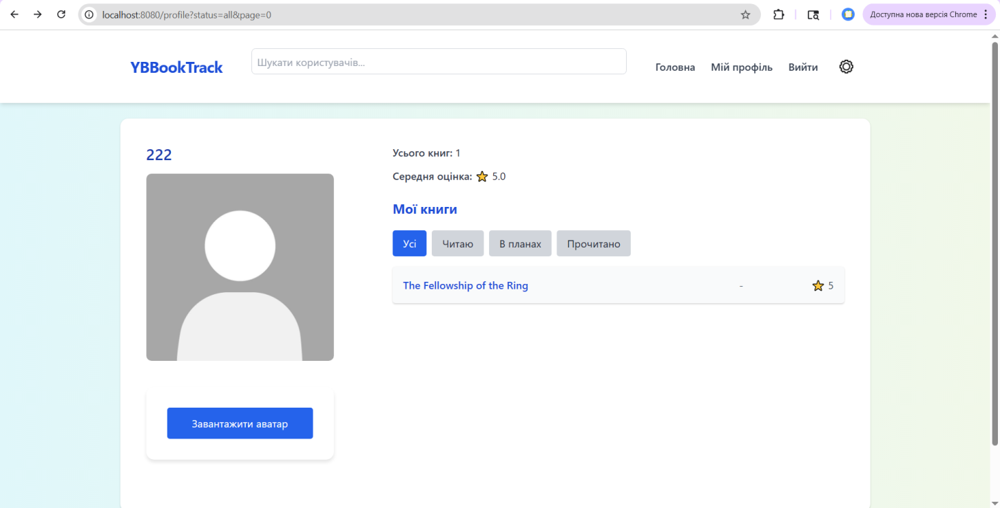 localhost:8080/profile?status=all&page=0
Доступна нова версія Chrome
YBBookTrack
Шукати користувачів...
Головна
Мій профіль
Вийти
222
Усього книг: 1
Середня оцінка: ⭐ 5.0
Мої книги
Усі
Читаю
В планах
Прочитано
The Fellowship of the Ring - ⭐ 5
Завантажити аватар